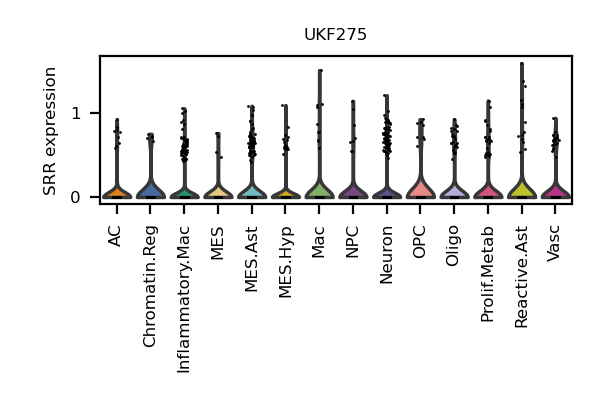 UKF275
SRR expression
1
0
AC
Chromatin.Reg
Inflammatory.Mac
MES
MES.Ast
MES.Hyp
Mac
NPC
Neuron
OPC
Oligo
Prolif.Metab
Reactive.Ast
Vasc